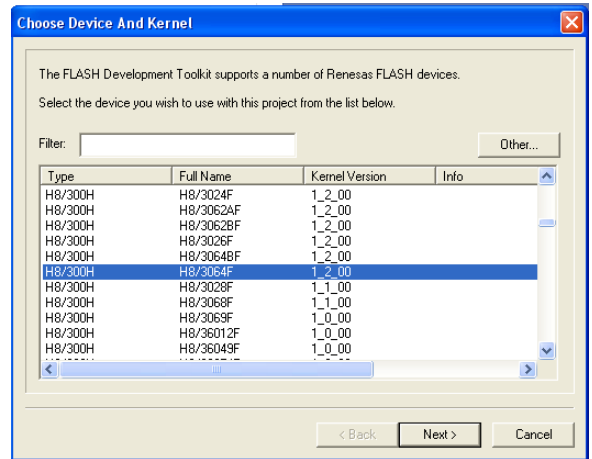 Choose Device And Kernel
The FLASH Development Toolkit supports a number of Renesas FLASH devices.
Select the device you wish to use with this project from the list below.
Filter: Other...
Type Full Name Kernel Version Info
H8/300H H8/3024F 1_2_00
H8/300H H8/3062AF 1_2_00
H8/300H H8/3062BF 1_2_00
H8/300H H8/3026F 1_2_00
H8/300H H8/3064BF 1_2_00
H8/300H H8/3064F 1_2_00
H8/300H H8/3028F 1_1_00
H8/300H H8/3068F 1_1_00
H8/300H H8/3069F 1_0_00
H8/300H H8/36012F 1_0_00
H8/300H H8/36049F 1_0_00
< Back Next > Cancel